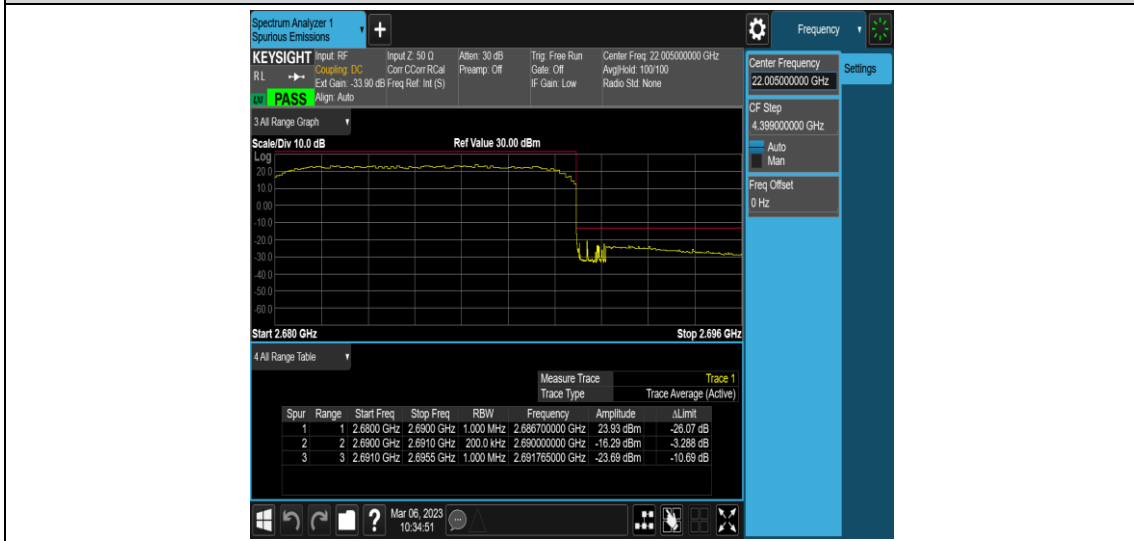 Spectrum Analyzer 1
Spurious Emissions
Frequency
KEYSIGHT
RL
PASS
Input: RF
Coupling: DC
Ext Gain: -33.90 dB
Align: Auto
Input Z: 50 Ω
Corr CCorr RCal
Freq Ref: Int (S)
Atten: 30 dB
Preamp: Off
Trig: Free Run
Gate: Off
IF Gain: Low
Center Freq: 22.005000000 GHz
Avg|Hold: 100/100
Radio Std: None
Center Frequency
22.005000000 GHz
Settings
CF Step
4.399000000 GHz
Auto
Man
Freq Offset
0 Hz
3 All Range Graph
Scale/Div 10.0 dB
Ref Value 30.00 dBm
Log
20.0
10.0
0.00
-10.0
-20.0
-30.0
-40.0
-50.0
-60.0
Start 2.680 GHz
Stop 2.696 GHz
4 All Range Table
Measure Trace Trace 1
Trace Type Trace Average (Active)
Spur Range Start Freq Stop Freq RBW Frequency Amplitude ΔLimit
1 1 2.6800 GHz 2.6900 GHz 1.000 MHz 2.686700000 GHz 23.93 dBm -26.07 dB
2 2 2.6900 GHz 2.6910 GHz 200.0 kHz 2.690000000 GHz -16.29 dBm -3.288 dB
3 3 2.6910 GHz 2.6955 GHz 1.000 MHz 2.691765000 GHz -23.69 dBm -10.69 dB
Mar 06, 2023
10:34:51